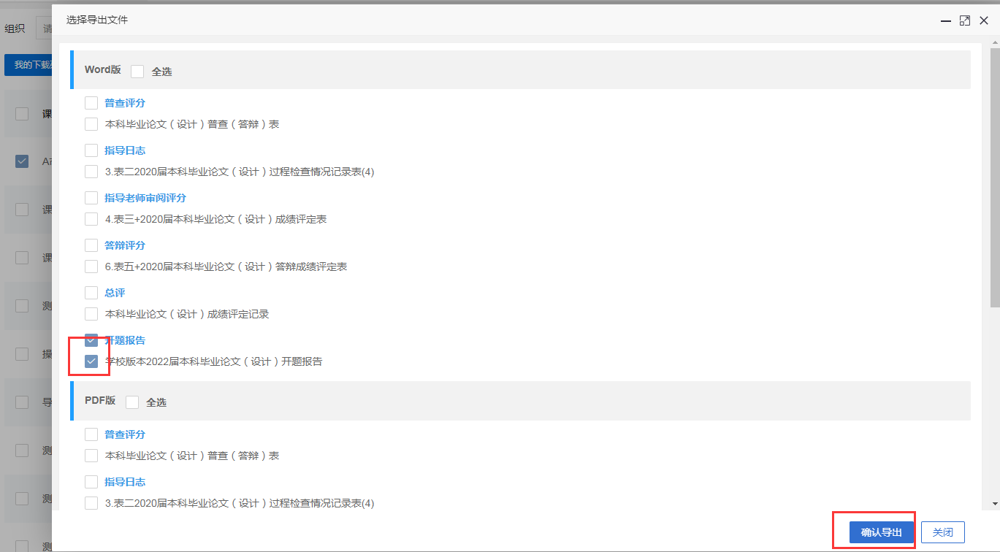 选择导出文件
组织
请
我的下载
Word版 全选
课
普查评分
本科毕业论文（设计）普查（答辩）表
指导日志
3.表二2020届本科毕业论文（设计）过程检查情况记录表(4)
指导老师审阅评分
课
4.表三+2020届本科毕业论文（设计）成绩评定表
答辩评分
课
6.表五+2020届本科毕业论文（设计）答辩成绩评定表
总评
测
本科毕业论文（设计）成绩评定记录
开题报告
操
学校版本2022届本科毕业论文（设计）开题报告
PDF版 全选
导
普查评分
测
本科毕业论文（设计）普查（答辩）表
指导日志
测
3.表二2020届本科毕业论文（设计）过程检查情况记录表(4)
确认导出
关闭
测